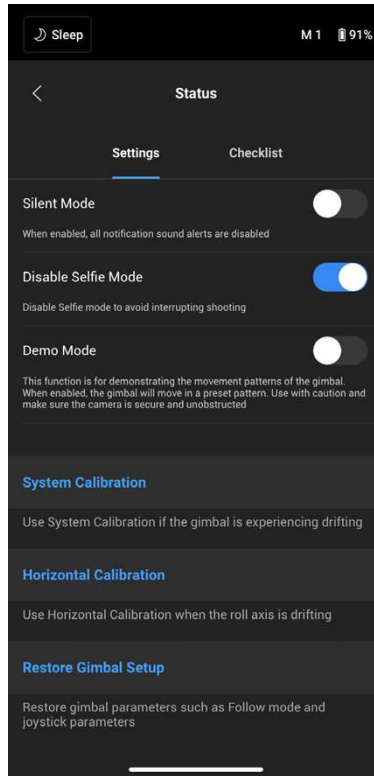 Sleep M 1 91%
Status
Settings Checklist
Silent Mode
When enabled, all notification sound alerts are disabled
Disable Selfie Mode
Disable Selfie mode to avoid interrupting shooting
Demo Mode
This function is for demonstrating the movement patterns of the gimbal.
When enabled, the gimbal will move in a preset pattern. Use with caution and
make sure the camera is secure and unobstructed
System Calibration
Use System Calibration if the gimbal is experiencing drifting
Horizontal Calibration
Use Horizontal Calibration when the roll axis is drifting
Restore Gimbal Setup
Restore gimbal parameters such as Follow mode and
joystick parameters